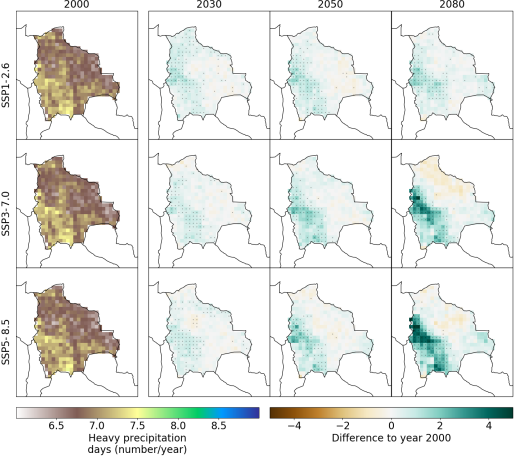 2000 2030 2050 2080
SSP1-2.6
SSP3-7.0
SSP5-8.5
6.5 7.0 7.5 8.0 8.5 −4 −2 0 2 4
Heavy precipitation Difference to year 2000
days (number/year)